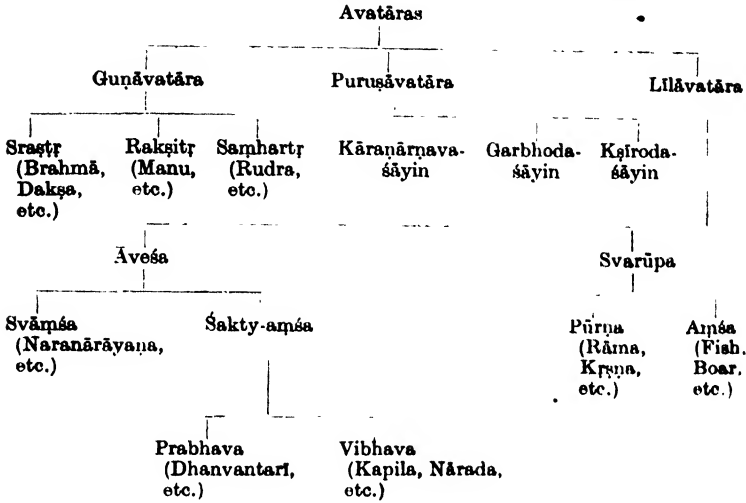 Avatāras
Guṇāvatāra Puruṣāvatāra Līlāvatāra
Sraṣṭṛ Rakṣitṛ Saṃhartṛ Kāraṇārṇava- Garbhoda- Kṣīroda-
(Brahmā, (Manu, (Rudra, śāyin śāyin śāyin
Dakṣa, etc.) etc.)
etc.)
Āveśa Svarūpa
Svāṃśa Śakty-aṃśa Pūrṇa Aṃśa
(Naranārāyaṇa, (Rāma, (Fish.
etc.) Kṛṣṇa, Boar,
etc.) etc.)
Prabhava Vibhava
(Dhanvantarī, (Kapila, Nārada,
etc.) etc.)